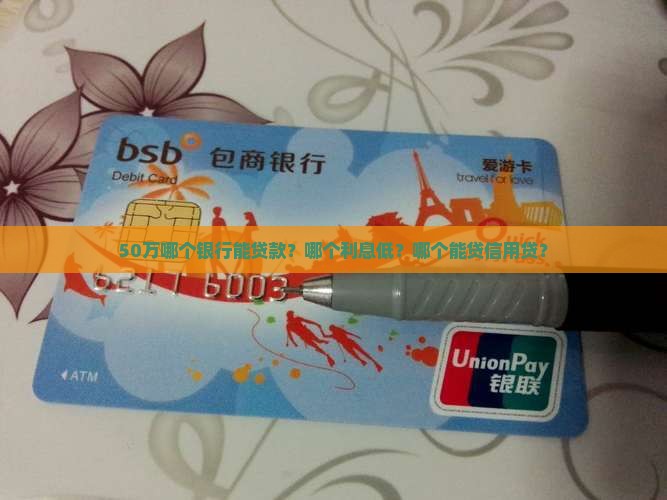 bsb 包商银行
Debit Card
爱游卡
travel for love
Quick
50万哪个银行能贷款？哪个利息低？哪个能贷信用贷？
6217 6003
ATM
UnionPay
银联